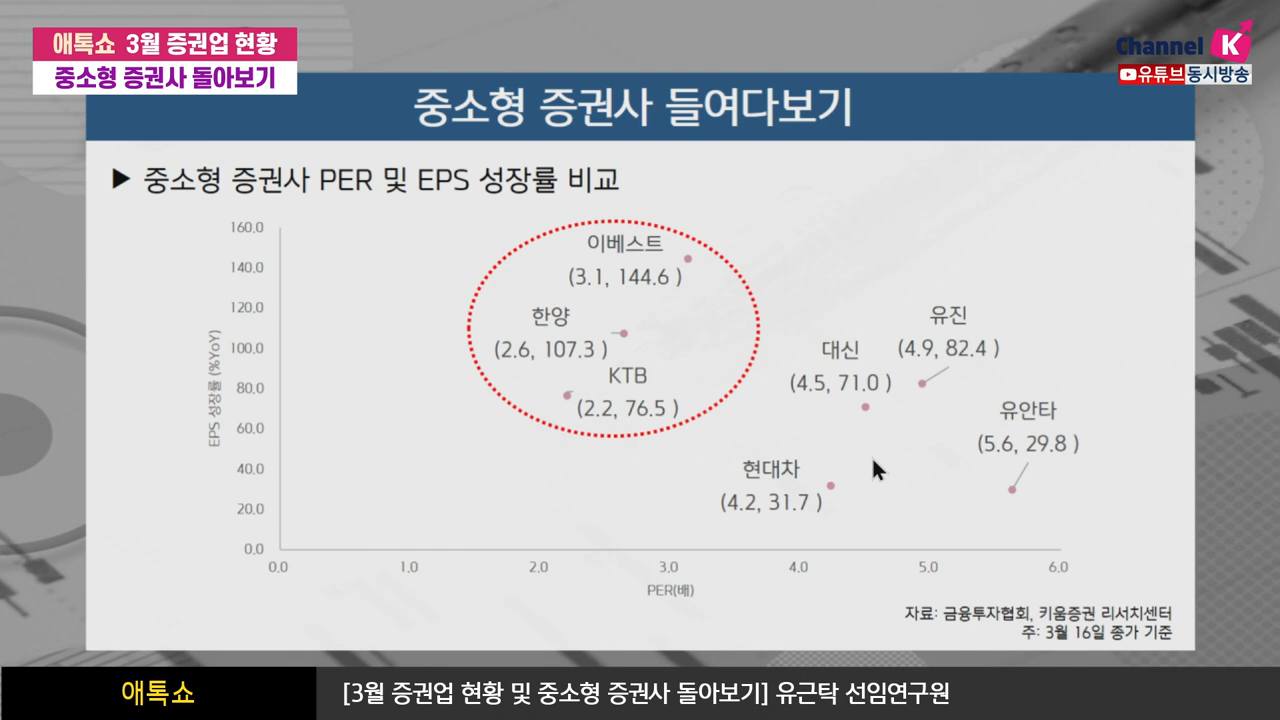 애톡쇼 3월 증권업 현황
중소형 증권사 돌아보기
Channel K
유튜브동시방송
중소형 증권사 들여다보기
▶ 중소형 증권사 PER 및 EPS 성장률 비교
EPS 성장률 (%YoY)
160.0
140.0
120.0
100.0
80.0
60.0
40.0
20.0
0.0
이베스트
(3.1, 144.6 )
한양
(2.6, 107.3 )
KTB
(2.2, 76.5 )
유진
(4.9, 82.4 )
대신
(4.5, 71.0 )
유안타
(5.6, 29.8 )
현대차
(4.2, 31.7 )
0.0 1.0 2.0 3.0 4.0 5.0 6.0
PER(배)
자료: 금융투자협회, 키움증권 리서치센터
주: 3월 16일 종가 기준
애톡쇼
[3월 증권업 현황 및 중소형 증권사 돌아보기] 유근탁 선임연구원